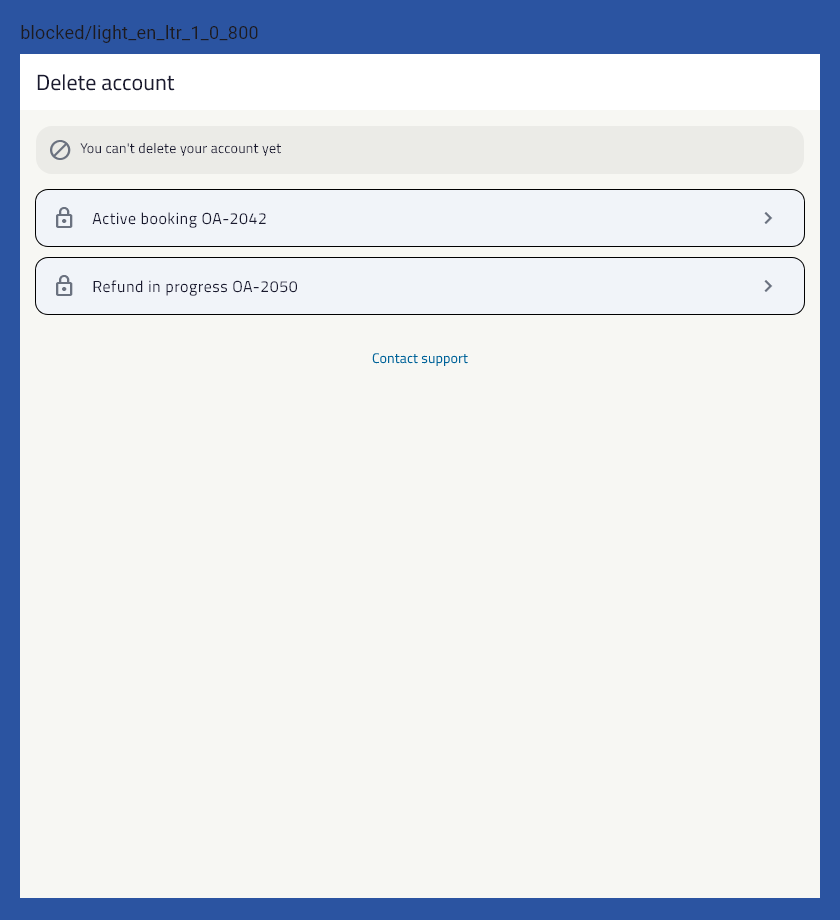 blocked/light_en_ltr_1_0_800
Delete account
You can't delete your account yet
Active booking OA-2042
Refund in progress OA-2050
Contact support